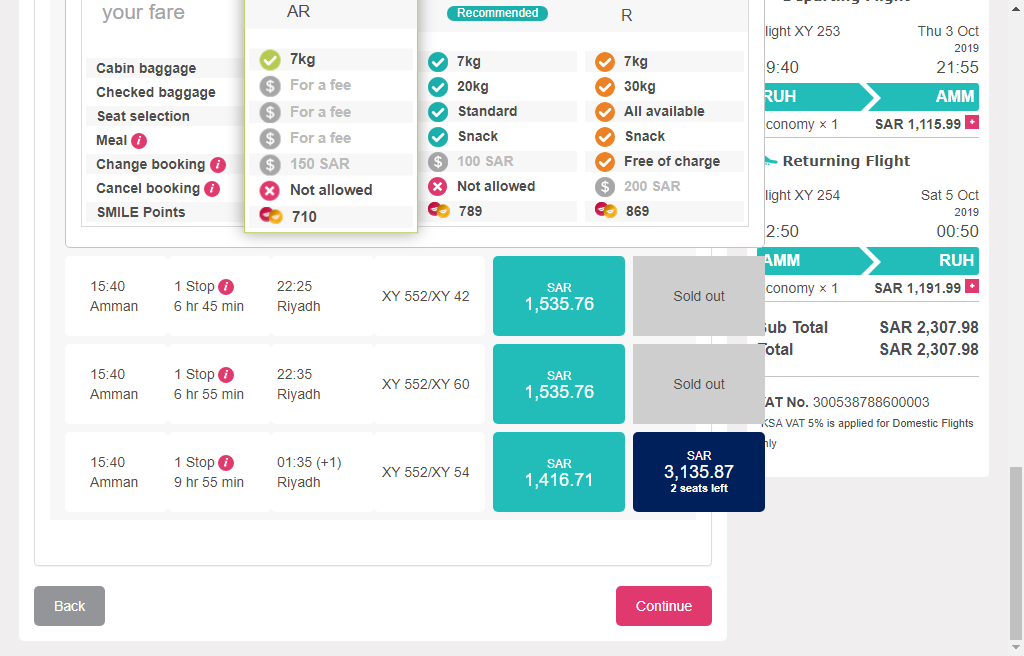 your fare
AR
Recommended
R
Cabin baggage
7kg
7kg
7kg
Checked baggage
For a fee
20kg
30kg
Seat selection
For a fee
Standard
All available
Meal i
For a fee
Snack
Snack
Change booking i
150 SAR
100 SAR
Free of charge
Cancel booking i
Not allowed
Not allowed
200 SAR
SMILE Points
710
789
869
15:40
Amman
1 Stop i
6 hr 45 min
22:25
Riyadh
XY 552/XY 42
SAR
1,535.76
Sold out
15:40
Amman
1 Stop i
6 hr 55 min
22:35
Riyadh
XY 552/XY 60
SAR
1,535.76
Sold out
15:40
Amman
1 Stop i
9 hr 55 min
01:35 (+1)
Riyadh
XY 552/XY 54
SAR
1,416.71
SAR
3,135.87
2 seats left
Back
Continue
light XY 253
Thu 3 Oct
2019
9:40
21:55
RUH
AMM
conomy × 1
SAR 1,115.99 +
Returning Flight
light XY 254
Sat 5 Oct
2019
2:50
00:50
AMM
RUH
conomy × 1
SAR 1,191.99 +
ub Total
SAR 2,307.98
otal
SAR 2,307.98
AT No. 300538788600003
KSA VAT 5% is applied for Domestic Flights
nly